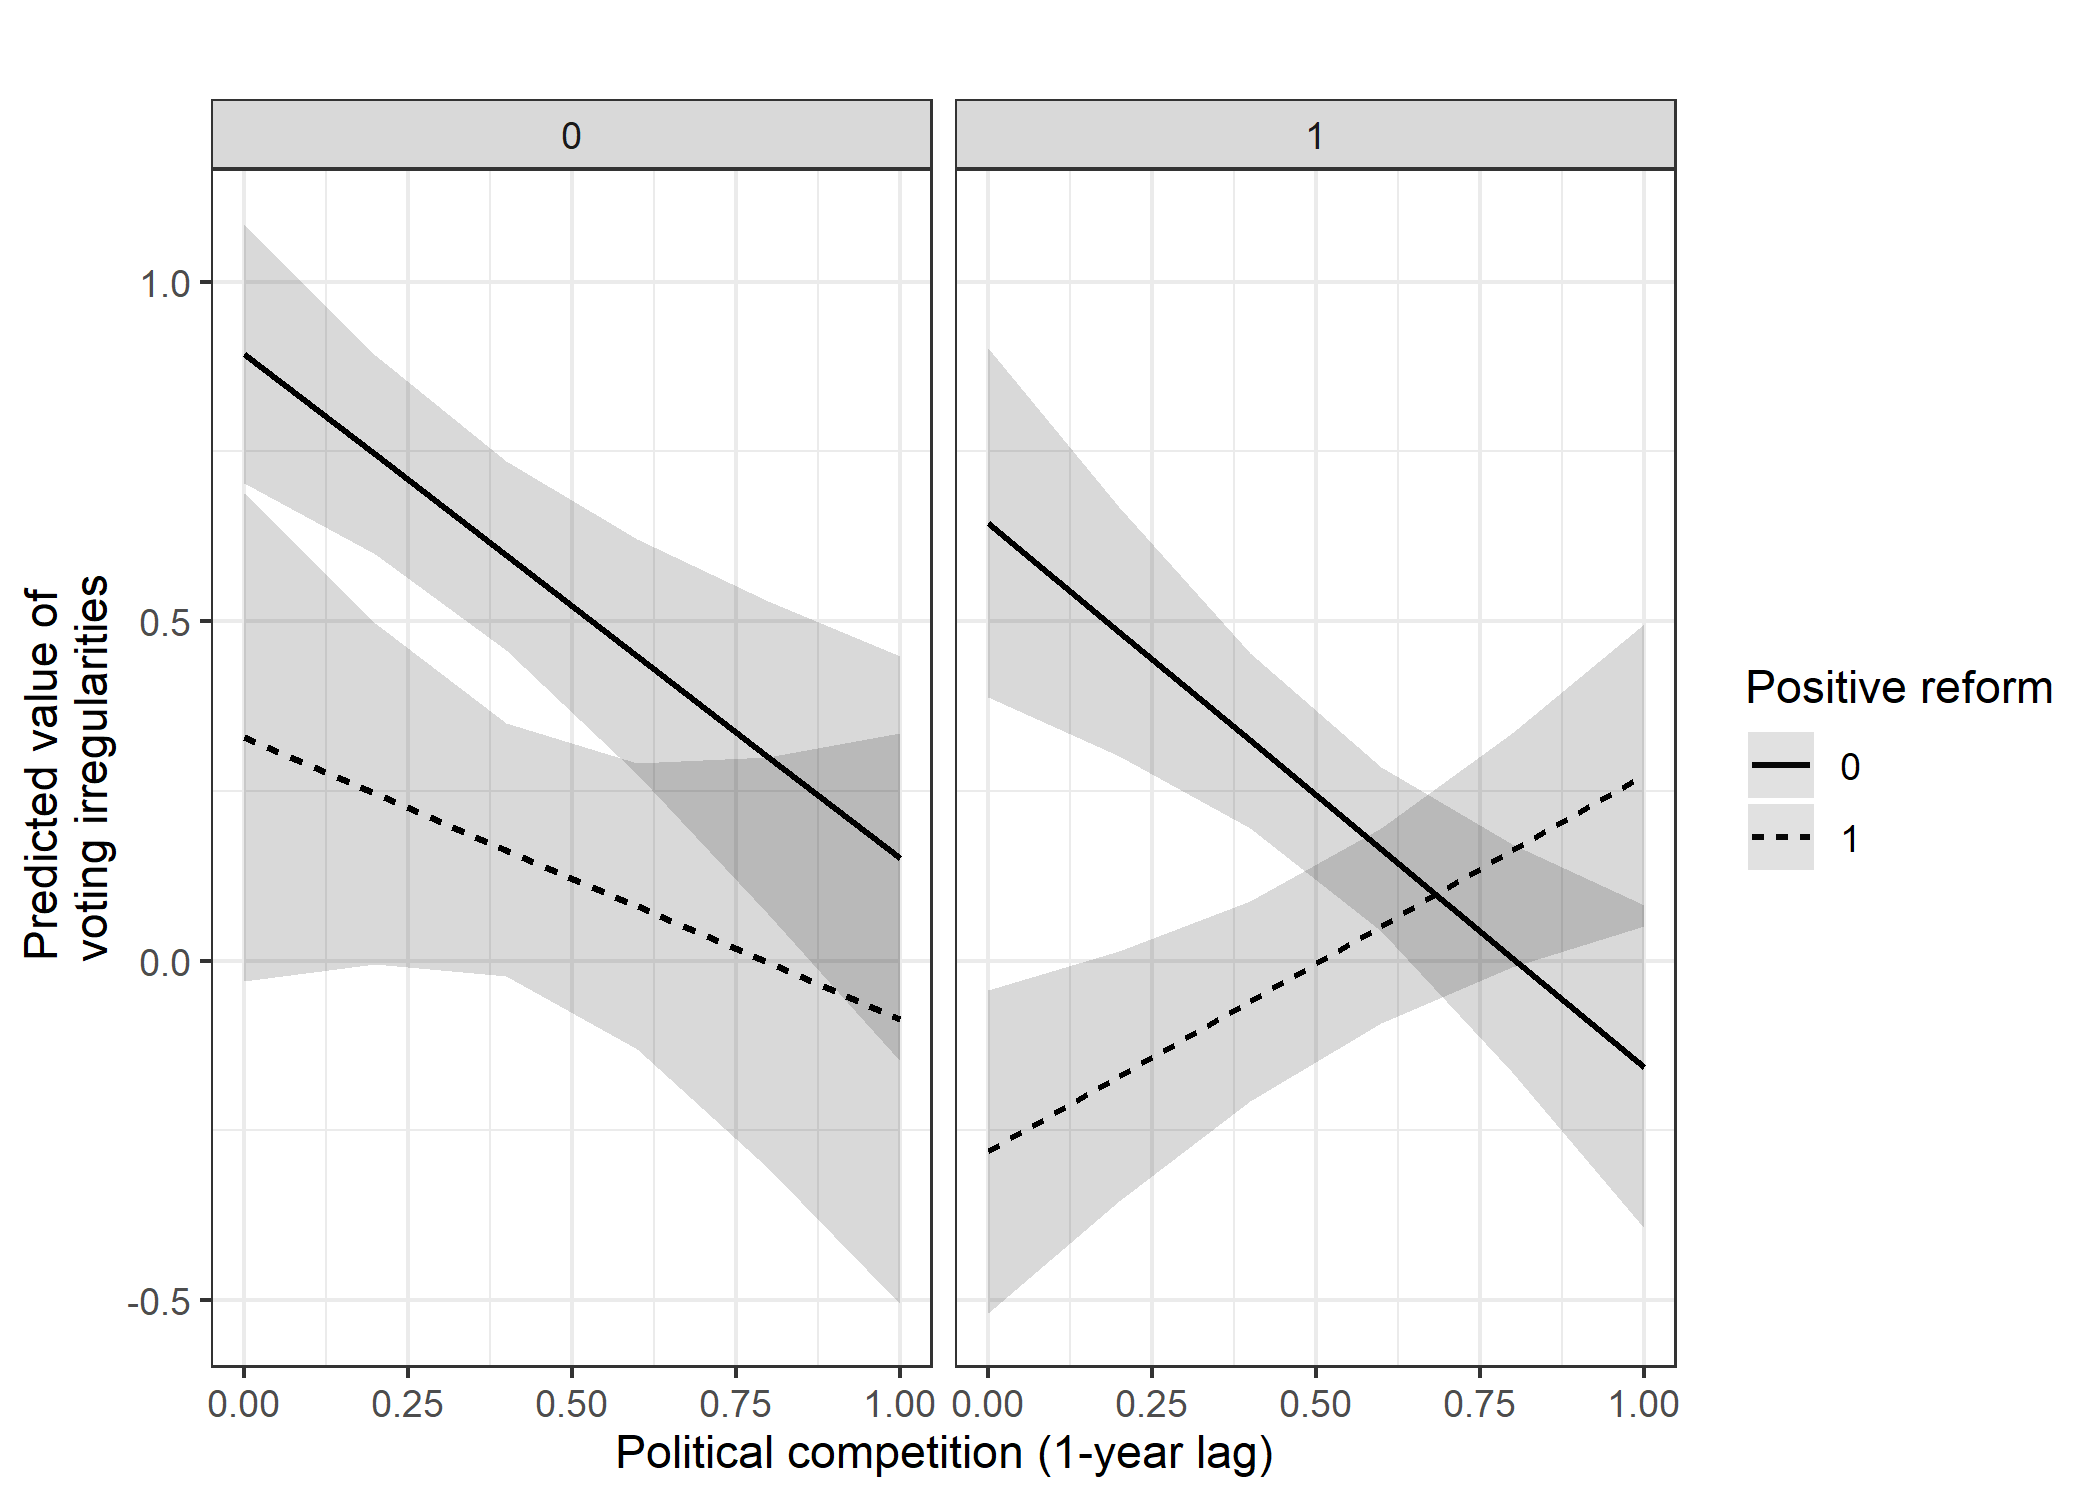 0
1
1.0
0.5
0.0
-0.5
Predicted value of
voting irregularities
0.00 0.25 0.50 0.75 1.00
0.00 0.25 0.50 0.75 1.00
Political competition (1-year lag)
Positive reform
0
1